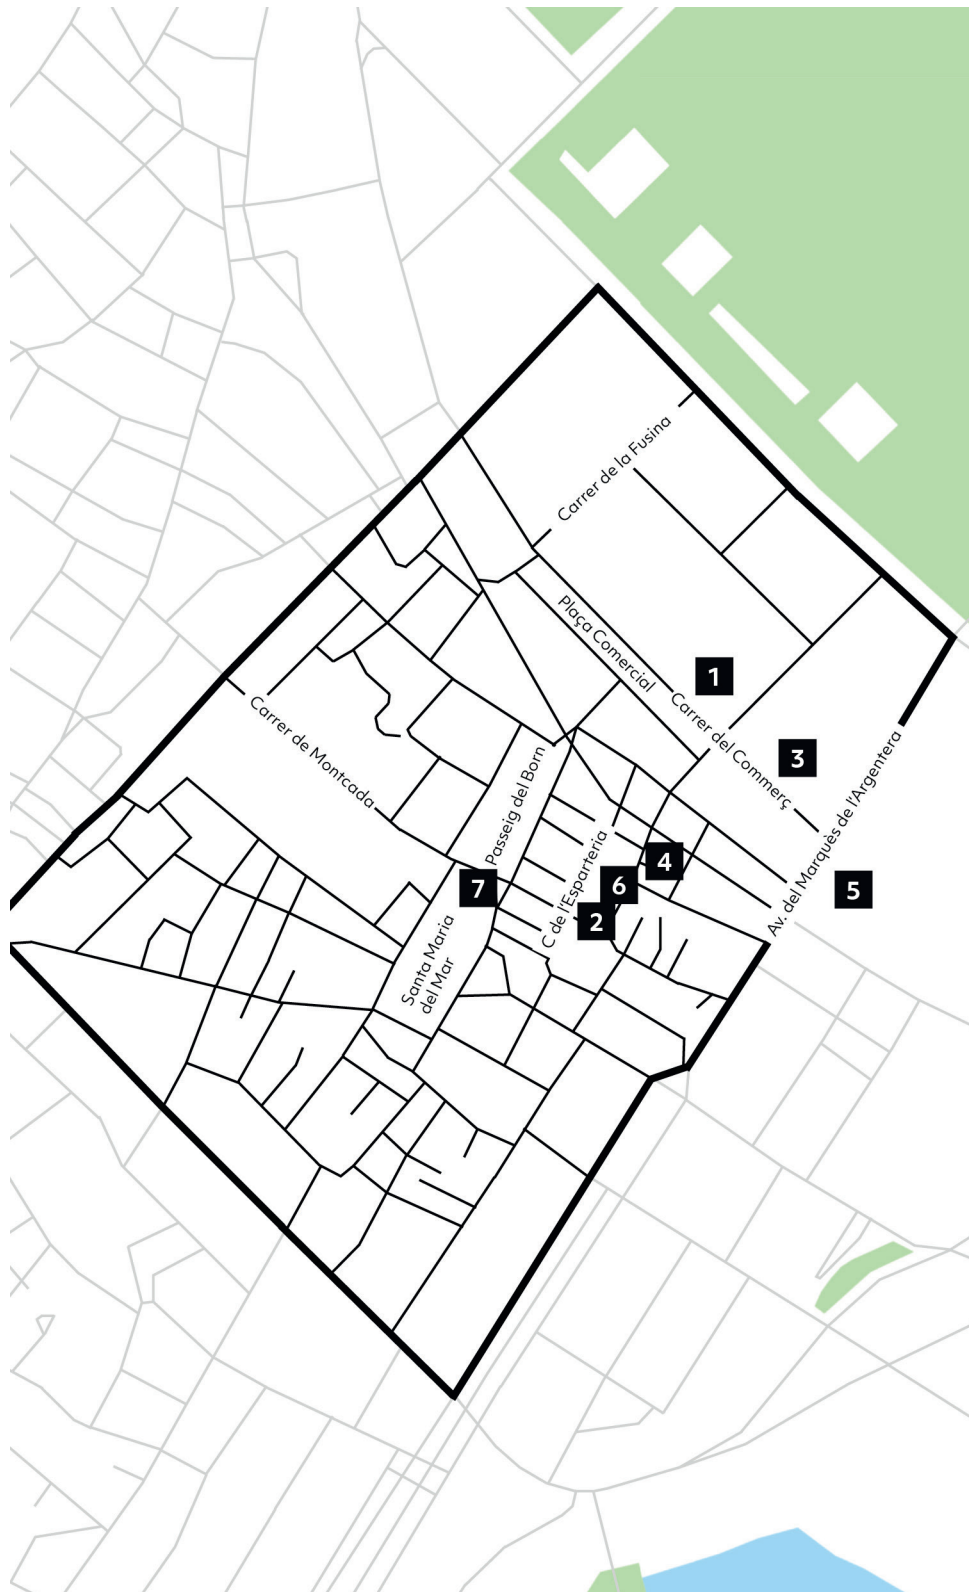 Carrer de la Fusina
Plaça Comercial
1
Carrer del Commerç
Carrer de Montcada
Passeig del Born
3
Av. del Marquès de l'Argentera
C de l'Esparteria
4
6
7
5
2
Santa Maria
del Mar